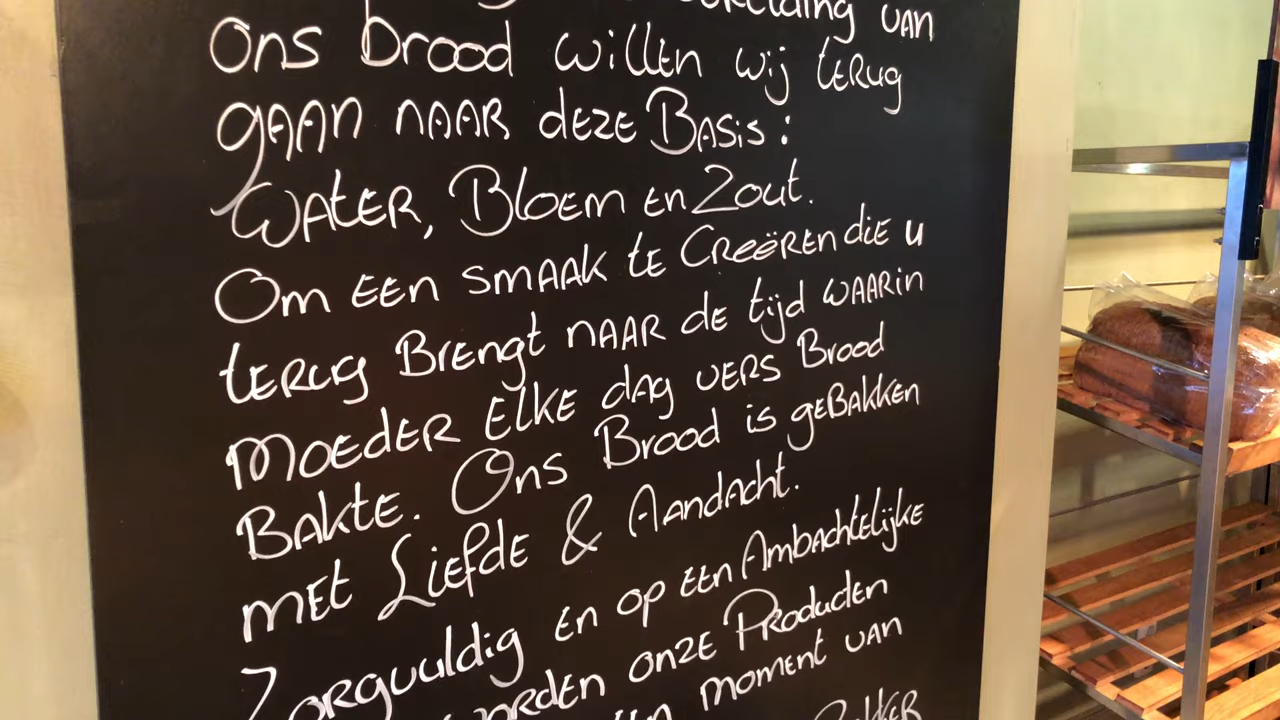 van
ons brood willen wij terug
gaan naar deze Basis:
Water, Bloem en Zout.
Om een smaak te Creëren die u
terug Brengt naar de tijd waarin
moeder elke dag vers Brood
Bakte. Ons Brood is geBakken
met Liefde & Aandacht.
Zorgvuldig en op een Ambachtelijke
worden onze Producten
moment van